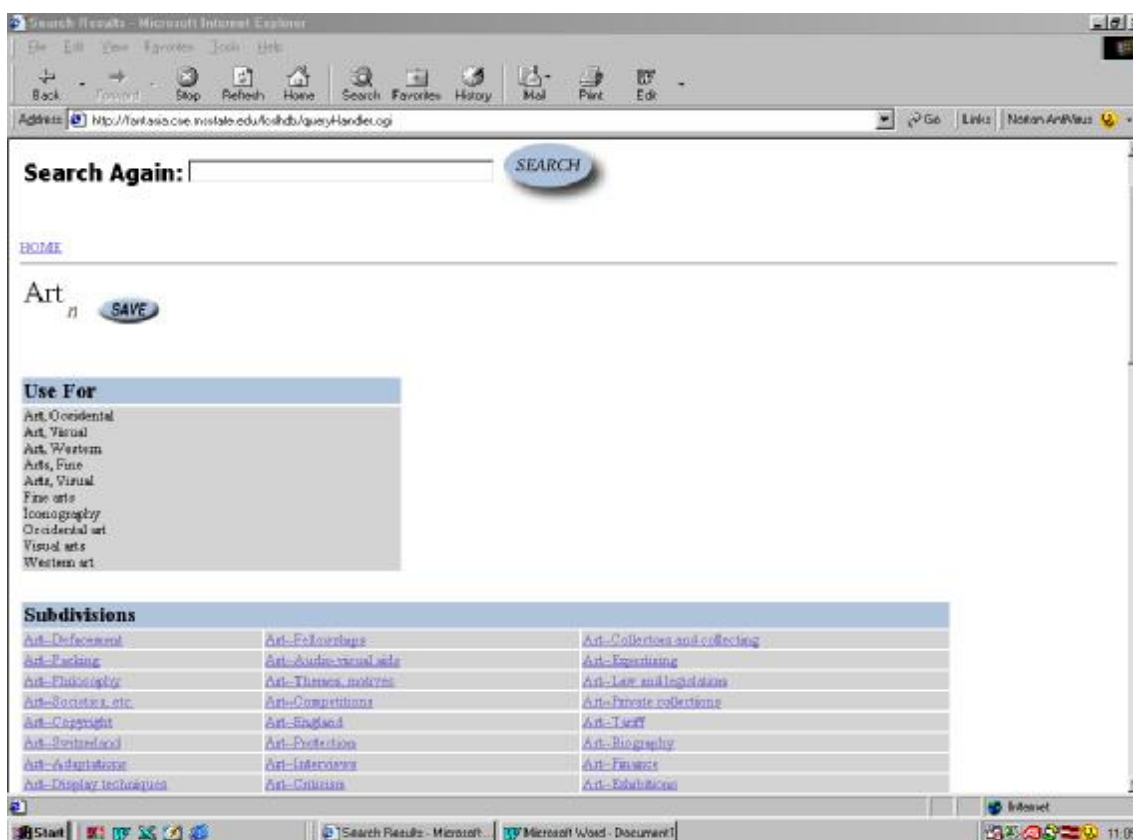 Search Results - Microsoft Internet Explorer
File Edit View Favorites Tools Help
Back Forward Stop Refresh Home Search Favorites History Mail Print Edit
Address http://fantasia.cse.msstate.edu/lcshdb/queryHandler.cgi Go Links Norton AntiVirus
Search Again: SEARCH
HOME
Art n SAVE
Use For
Art, Occidental
Art, Visual
Art, Western
Arts, Fine
Arts, Visual
Fine arts
Iconography
Occidental art
Visual arts
Western art
Subdivisions
Art--Defacement Art--Fellowships Art--Collectors and collecting
Art--Packing Art--Audio-visual aids Art--Expertising
Art--Philosophy Art--Themes, motives Art--Law and legislation
Art--Societies, etc. Art--Competitions Art--Private collections
Art--Copyright Art--England Art--Tariff
Art--Switzerland Art--Protection Art--Biography
Art--Adaptations Art--Interviews Art--Finance
Art--Display techniques Art--Criticism Art--Exhibitions
Internet
Start Search Results - Microsoft... Microsoft Word - Document1